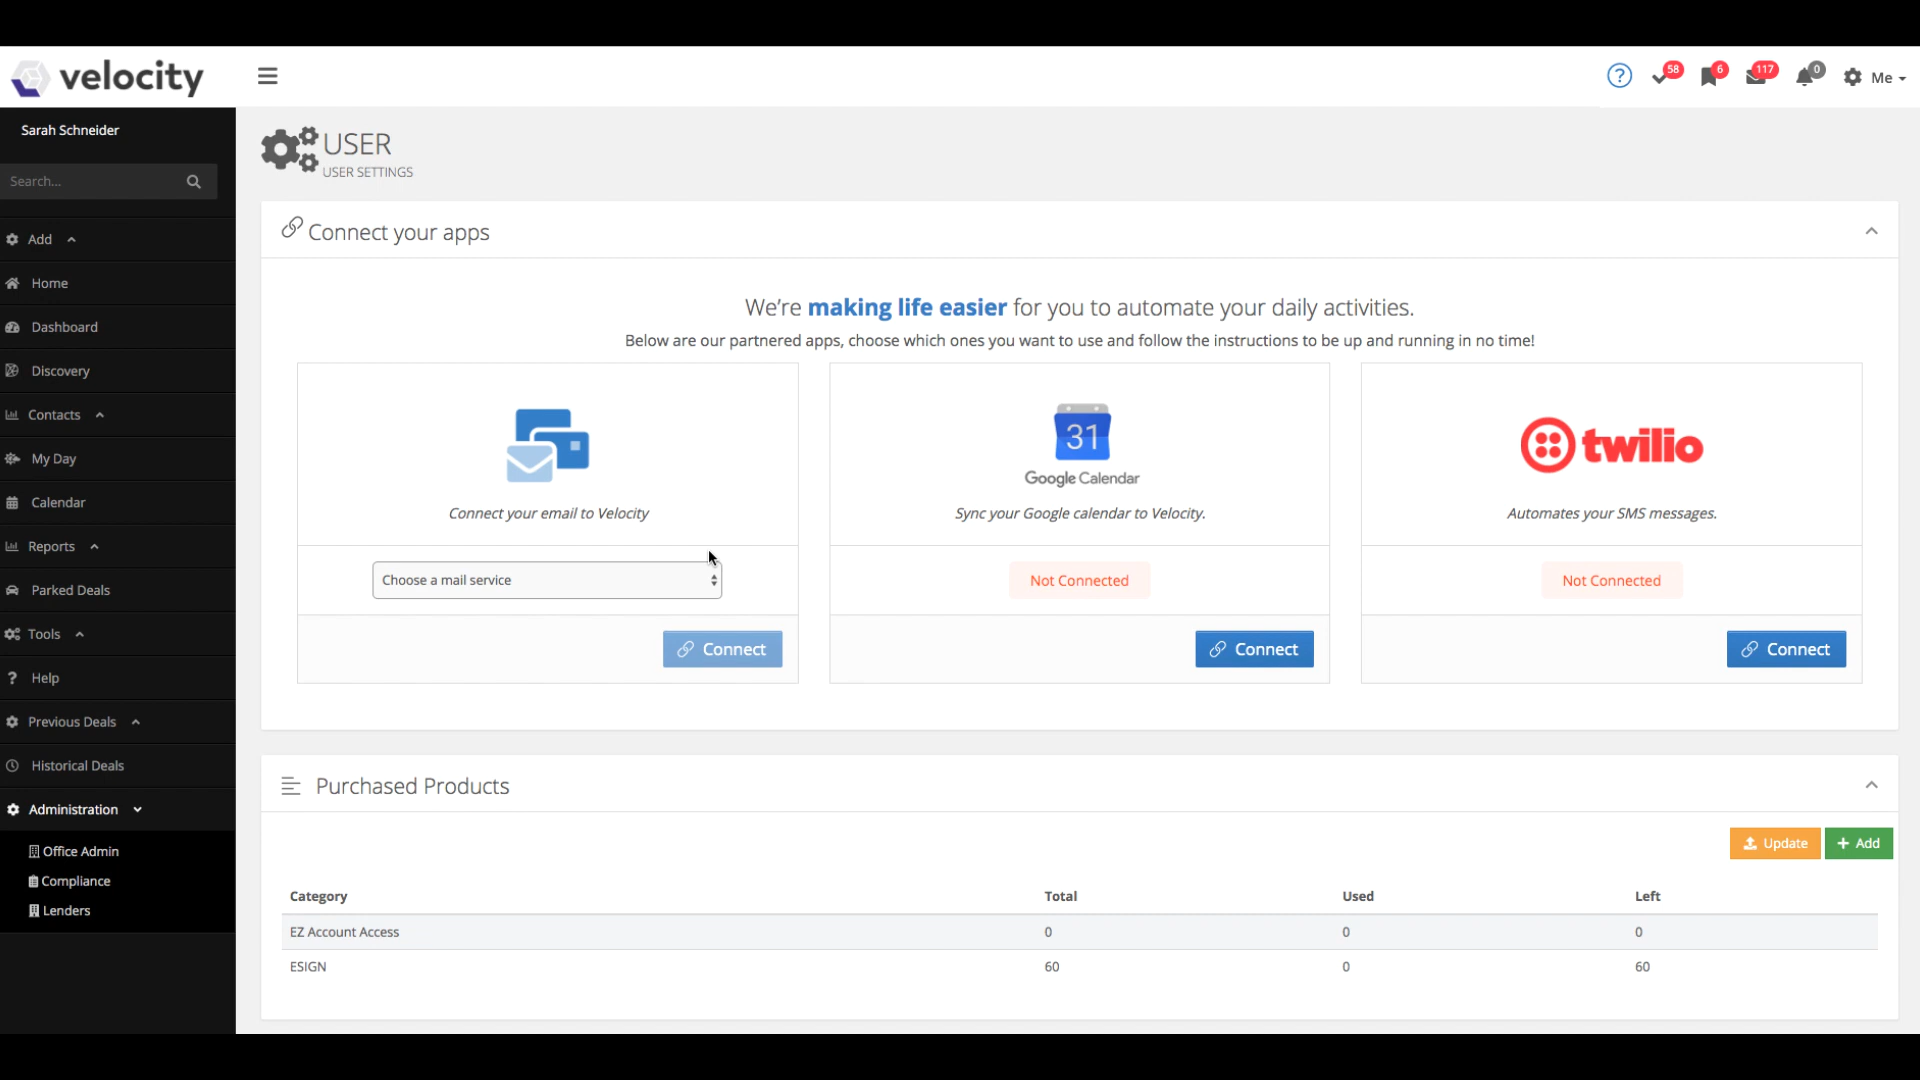 velocity
58
6
117
0
Me
Sarah Schneider
Search...
Add
Home
Dashboard
Discovery
Contacts
My Day
Calendar
Reports
Parked Deals
Tools
Help
Previous Deals
Historical Deals
Administration
Office Admin
Compliance
Lenders
USER
USER SETTINGS
Connect your apps
We're making life easier for you to automate your daily activities.
Below are our partnered apps, choose which ones you want to use and follow the instructions to be up and running in no time!
Connect your email to Velocity
Choose a mail service
Connect
31
Google Calendar
Sync your Google calendar to Velocity.
Not Connected
Connect
twilio
Automates your SMS messages.
Not Connected
Connect
Purchased Products
Update
+ Add
Category Total Used Left
EZ Account Access 0 0 0
ESIGN 60 0 60